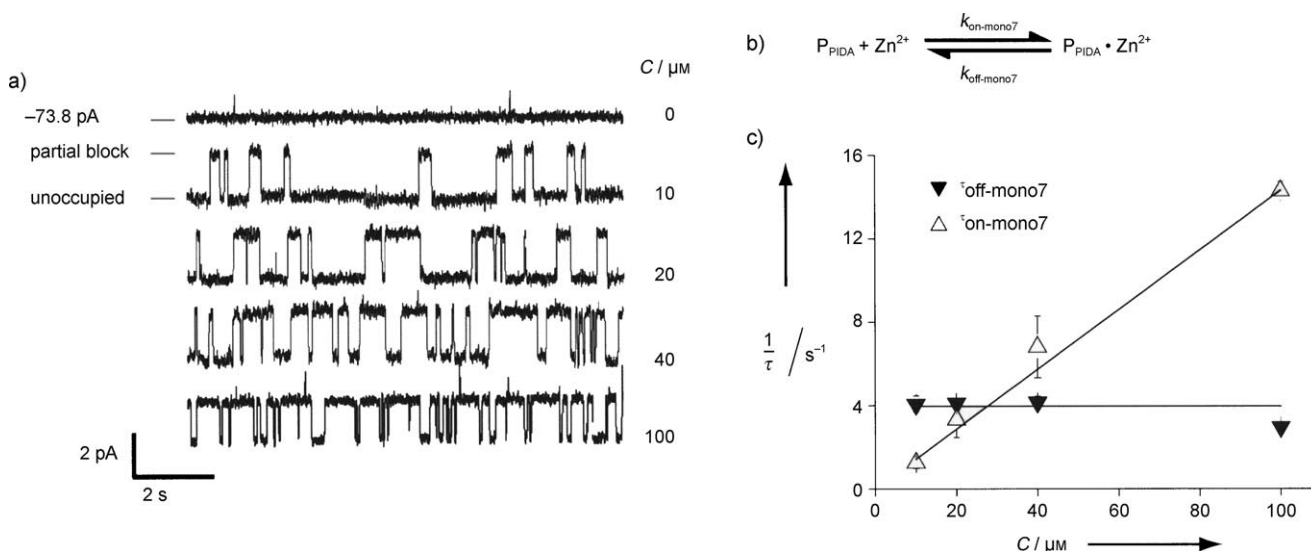 a)
C / µM
–73.8 pA
0
partial block
unoccupied
10
20
40
100
2 pA
2 s
b)
k_on-mono7
P_PIDA + Zn²⁺ P_PIDA • Zn²⁺
k_off-mono7
c)
16
12
8
4
0
τ_off-mono7
τ_on-mono7
1/τ / s⁻¹
0 20 40 60 80 100
C / µM